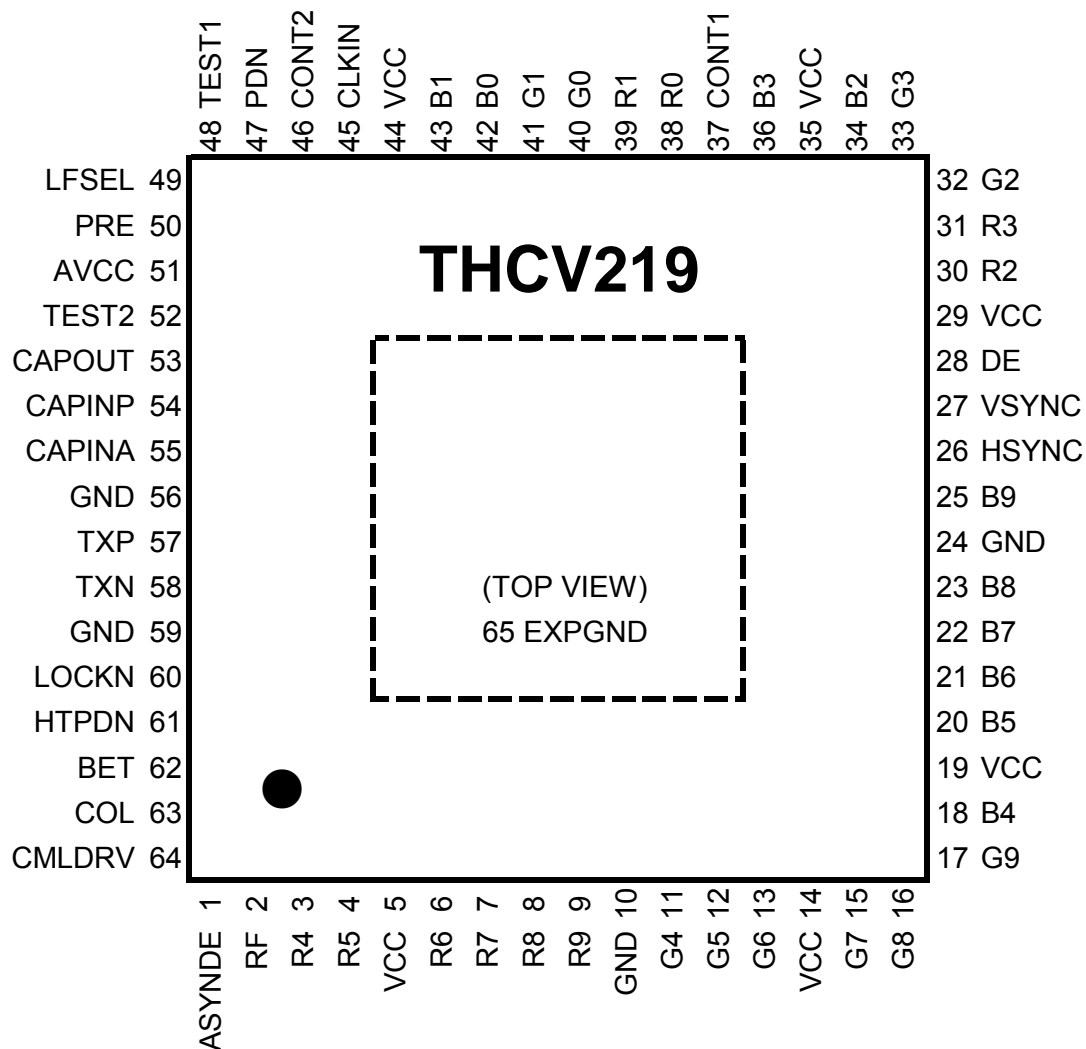 48 TEST1
47 PDN
46 CONT2
45 CLKIN
44 VCC
43 B1
42 B0
41 G1
40 G0
39 R1
38 R0
37 CONT1
36 B3
35 VCC
34 B2
33 G3
LFSEL 49
PRE 50
AVCC 51
TEST2 52
CAPOUT 53
CAPINP 54
CAPINA 55
GND 56
TXP 57
TXN 58
GND 59
LOCKN 60
HTPDN 61
BET 62
COL 63
CMLDRV 64
THCV219
(TOP VIEW)
65 EXPGND
32 G2
31 R3
30 R2
29 VCC
28 DE
27 VSYNC
26 HSYNC
25 B9
24 GND
23 B8
22 B7
21 B6
20 B5
19 VCC
18 B4
17 G9
ASYNDE 1
RF 2
R4 3
R5 4
VCC 5
R6 6
R7 7
R8 8
R9 9
GND 10
G4 11
G5 12
G6 13
VCC 14
G7 15
G8 16